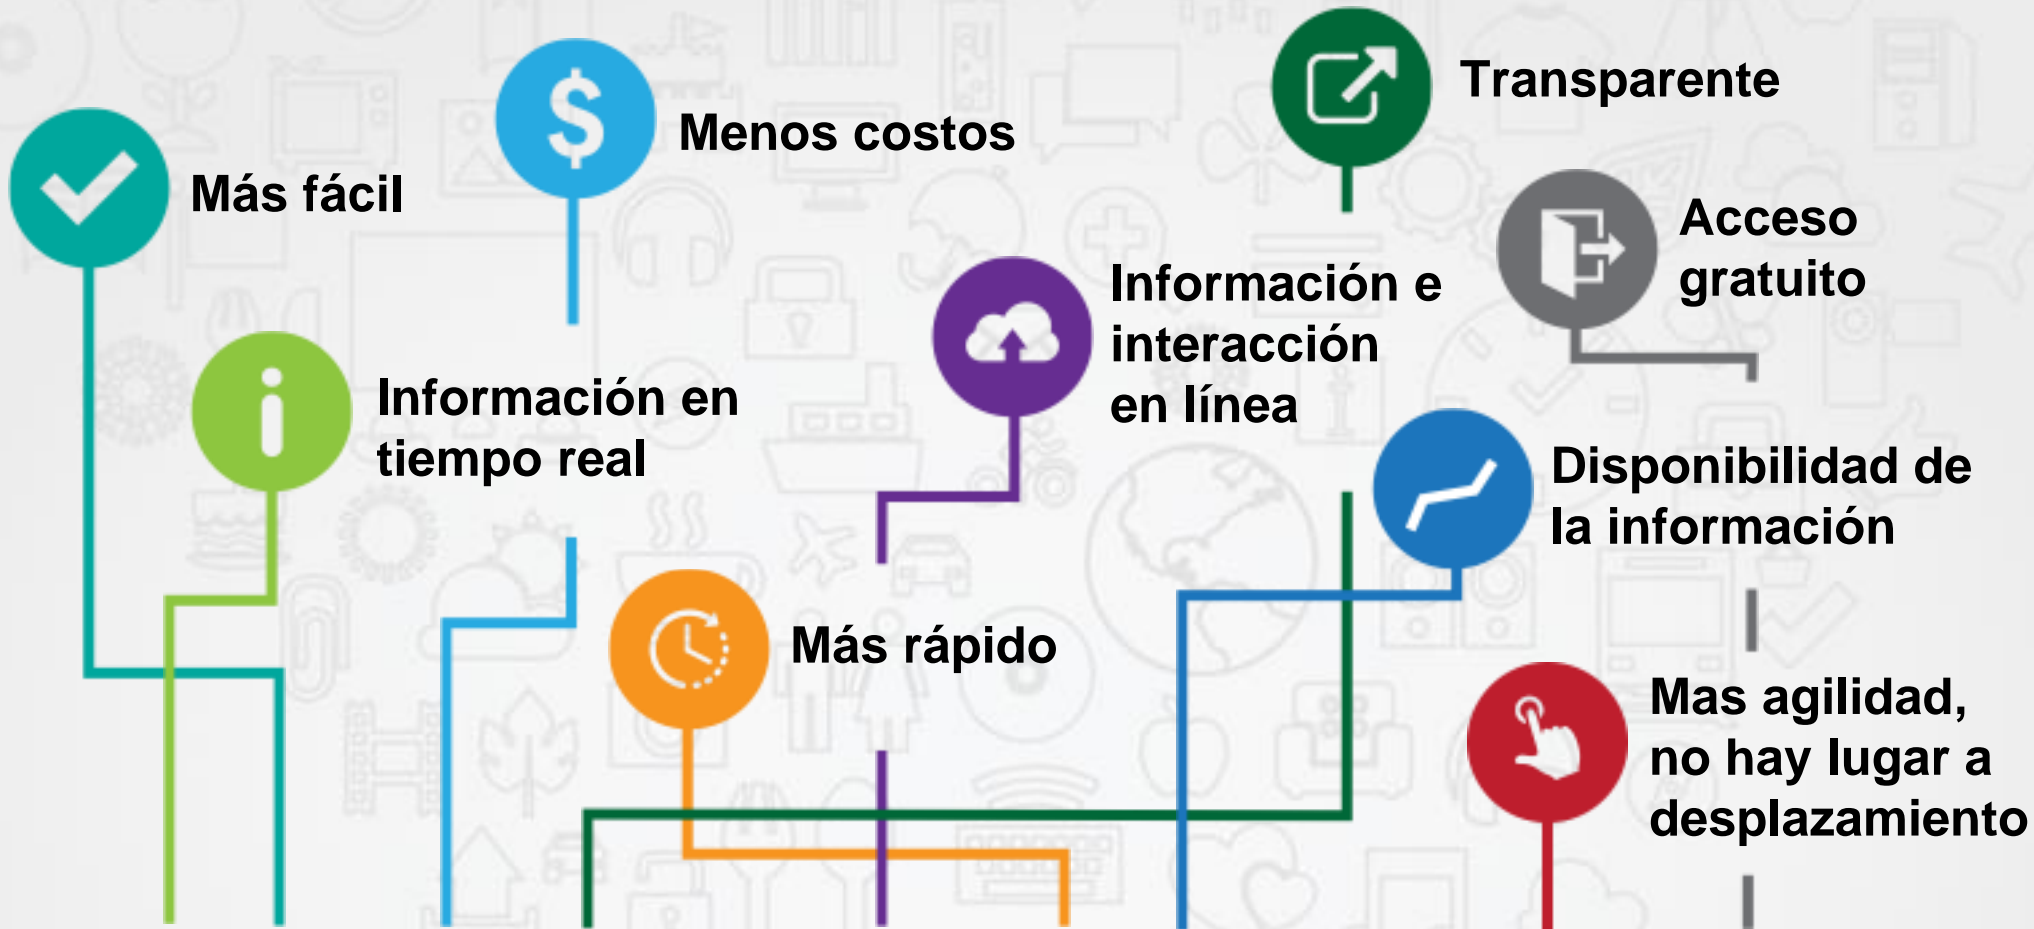 Más fácil
$
Menos costos
Transparente
Acceso
gratuito
Información e
interacción
en línea
i
Información en
tiempo real
Disponibilidad de
la información
Más rápido
Mas agilidad,
no hay lugar a
desplazamiento